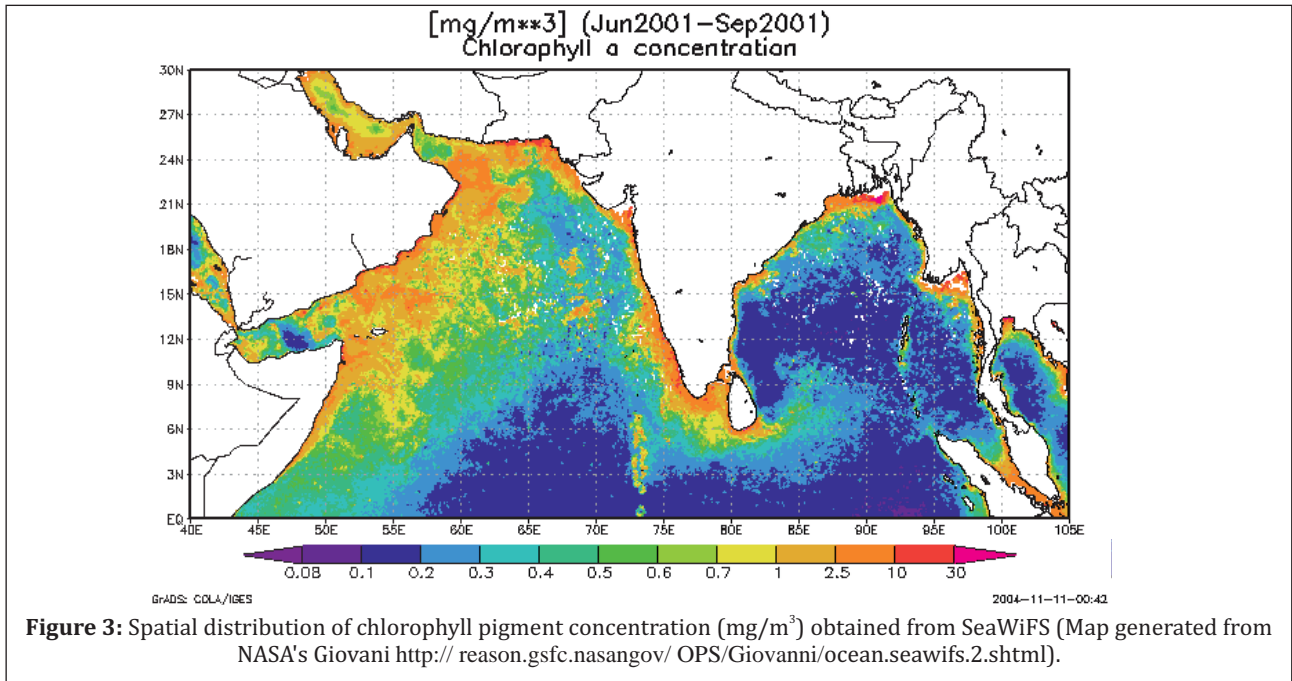 [mg/m**3] (Jun2001–Sep2001)
Chlorophyll a concentration
30N
27N
24N
21N
18N
15N
12N
9N
6N
3N
EQ
40E 45E 50E 55E 60E 65E 70E 75E 80E 85E 90E 95E 100E 105E
0.08 0.1 0.2 0.3 0.4 0.5 0.6 0.7 1 2.5 10 30
GrADS: COLA/IGES 2004-11-11-00:42
Figure 3: Spatial distribution of chlorophyll pigment concentration (mg/m³) obtained from SeaWiFS (Map generated from
NASA's Giovani http:// reason.gsfc.nasangov/ OPS/Giovanni/ocean.seawifs.2.shtml).